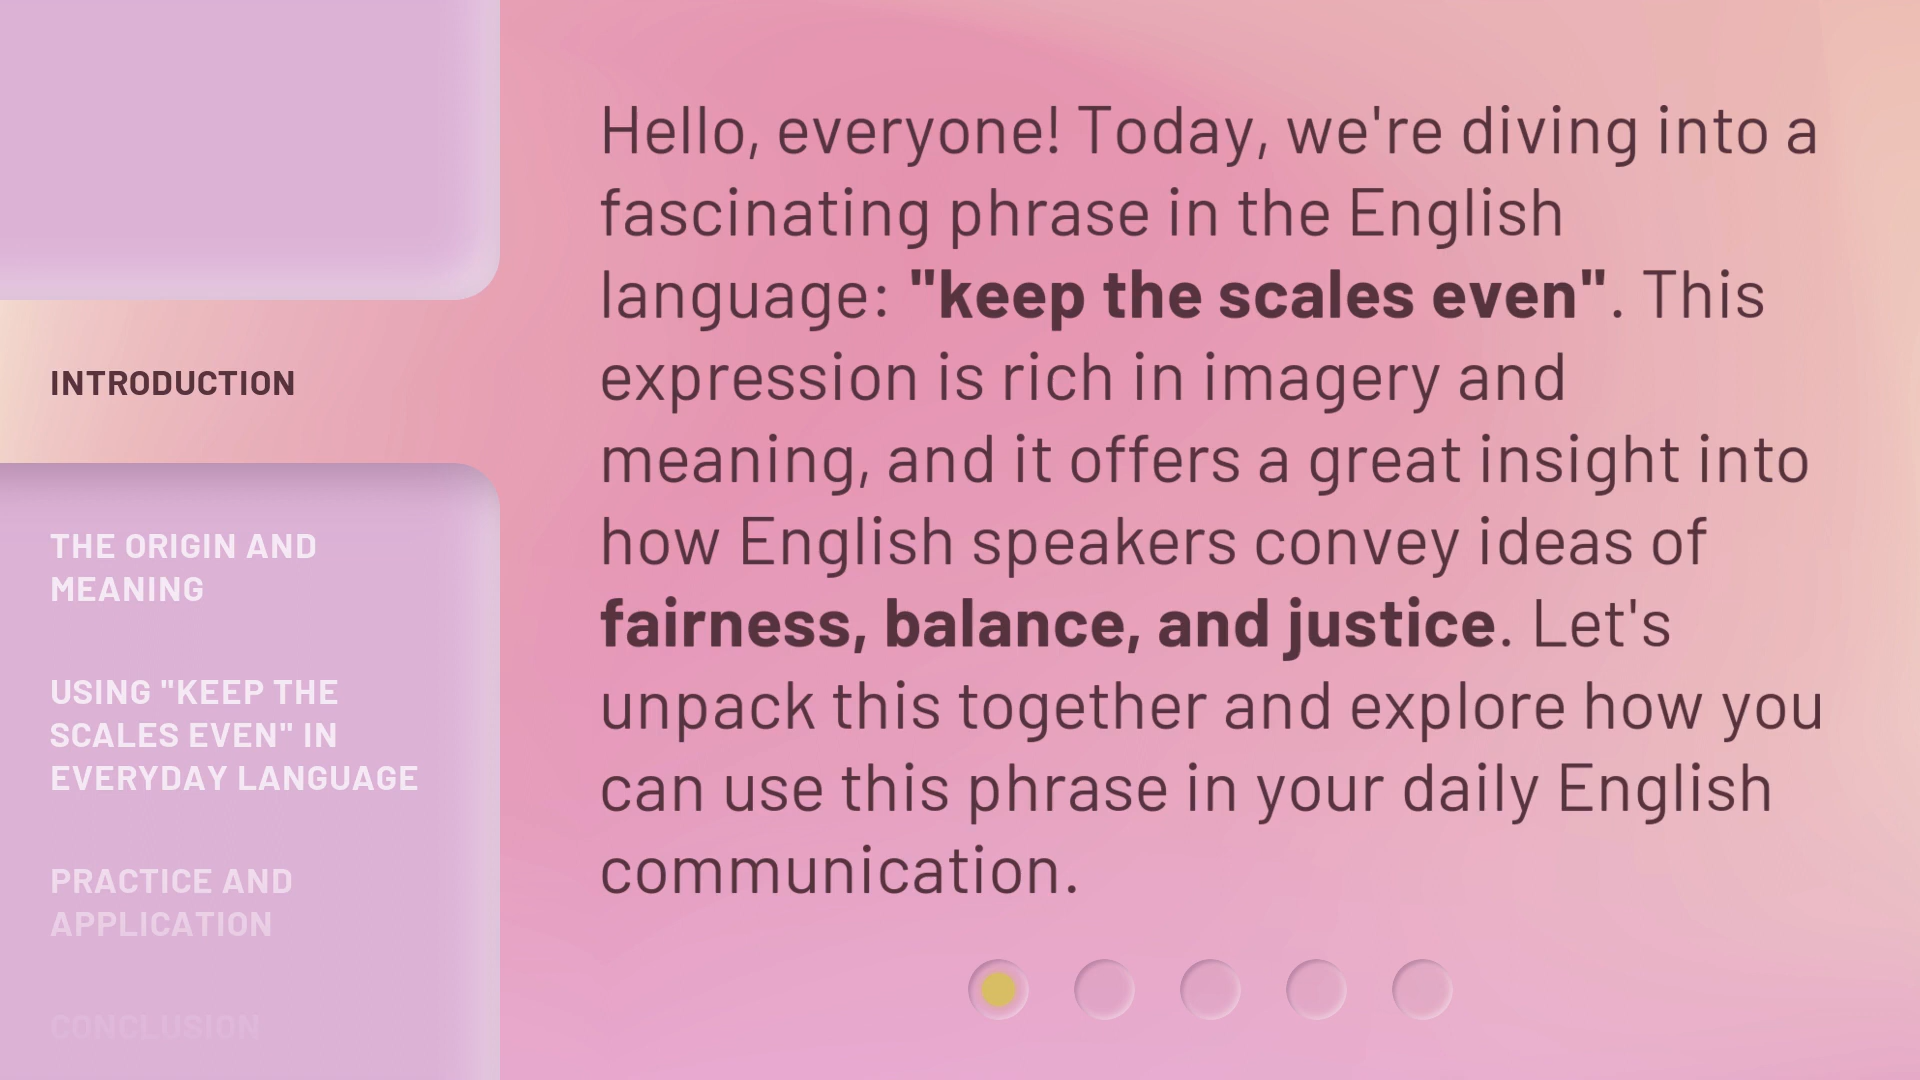 INTRODUCTION
THE ORIGIN AND
MEANING
USING "KEEP THE
SCALES EVEN" IN
EVERYDAY LANGUAGE
PRACTICE AND
APPLICATION
CONCLUSION
Hello, everyone! Today, we're diving into a
fascinating phrase in the English
language: "keep the scales even". This
expression is rich in imagery and
meaning, and it offers a great insight into
how English speakers convey ideas of
fairness, balance, and justice. Let's
unpack this together and explore how you
can use this phrase in your daily English
communication.